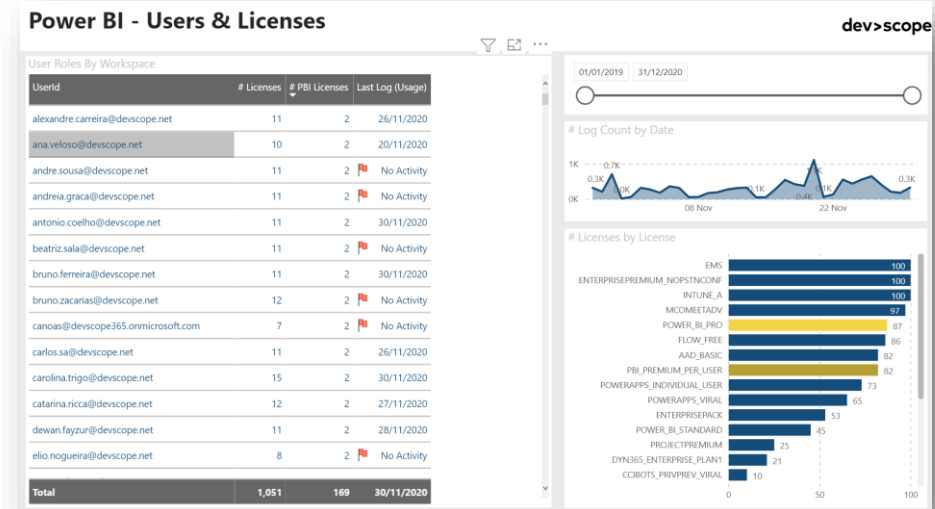 Power BI - Users & Licenses
dev>scope
User Roles By Workspace
UserId # Licenses # PBI Licenses Last Log (Usage)
alexandre.carreira@devscope.net 11 2 26/11/2020
ana.veloso@devscope.net 10 2 20/11/2020
andre.sousa@devscope.net 11 2 No Activity
andreia.graca@devscope.net 11 2 No Activity
antonio.coelho@devscope.net 11 2 30/11/2020
beatriz.sala@devscope.net 11 2 No Activity
bruno.ferreira@devscope.net 11 2 30/11/2020
bruno.zacarias@devscope.net 12 2 No Activity
canoas@devscope365.onmicrosoft.com 7 2 No Activity
carlos.sa@devscope.net 11 2 26/11/2020
carolina.trigo@devscope.net 15 2 30/11/2020
catarina.ricca@devscope.net 12 2 27/11/2020
dewan.fayzur@devscope.net 11 2 28/11/2020
elio.nogueira@devscope.net 8 2 No Activity
Total 1,051 169 30/11/2020
01/01/2019 31/12/2020
# Log Count by Date
1K
0K
0.3K 0.7K 0.4K 0.3K
08 Nov 22 Nov
# Licenses by License
EMS 100
ENTERPRISEPREMIUM_NOPSTNCONF 100
INTUNE_A 100
MCOMEETADV 97
POWER_BI_PRO 87
FLOW_FREE 86
AAD_BASIC 82
PBI_PREMIUM_PER_USER 82
POWERAPPS_INDIVIDUAL_USER 73
POWERAPPS_VIRAL 65
ENTERPRISEPACK 53
POWER_BI_STANDARD 45
PROJECTPREMIUM 25
DYN365_ENTERPRISE_PLAN1 21
CCIBOTS_PRIVPREV_VIRAL 10
0 50 100